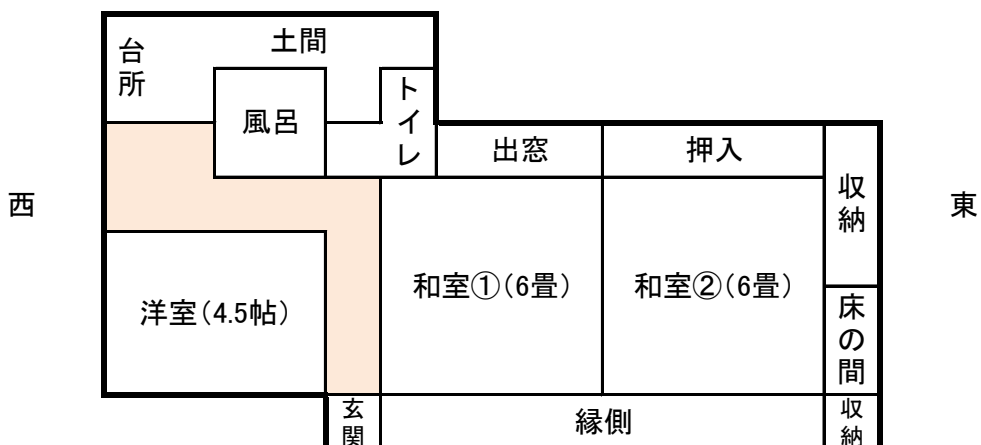 台所
土間
風呂
トイレ
出窓
押入
収納
西
東
和室①(6畳)
和室②(6畳)
洋室(4.5帖)
床の間
玄関
縁側
収納